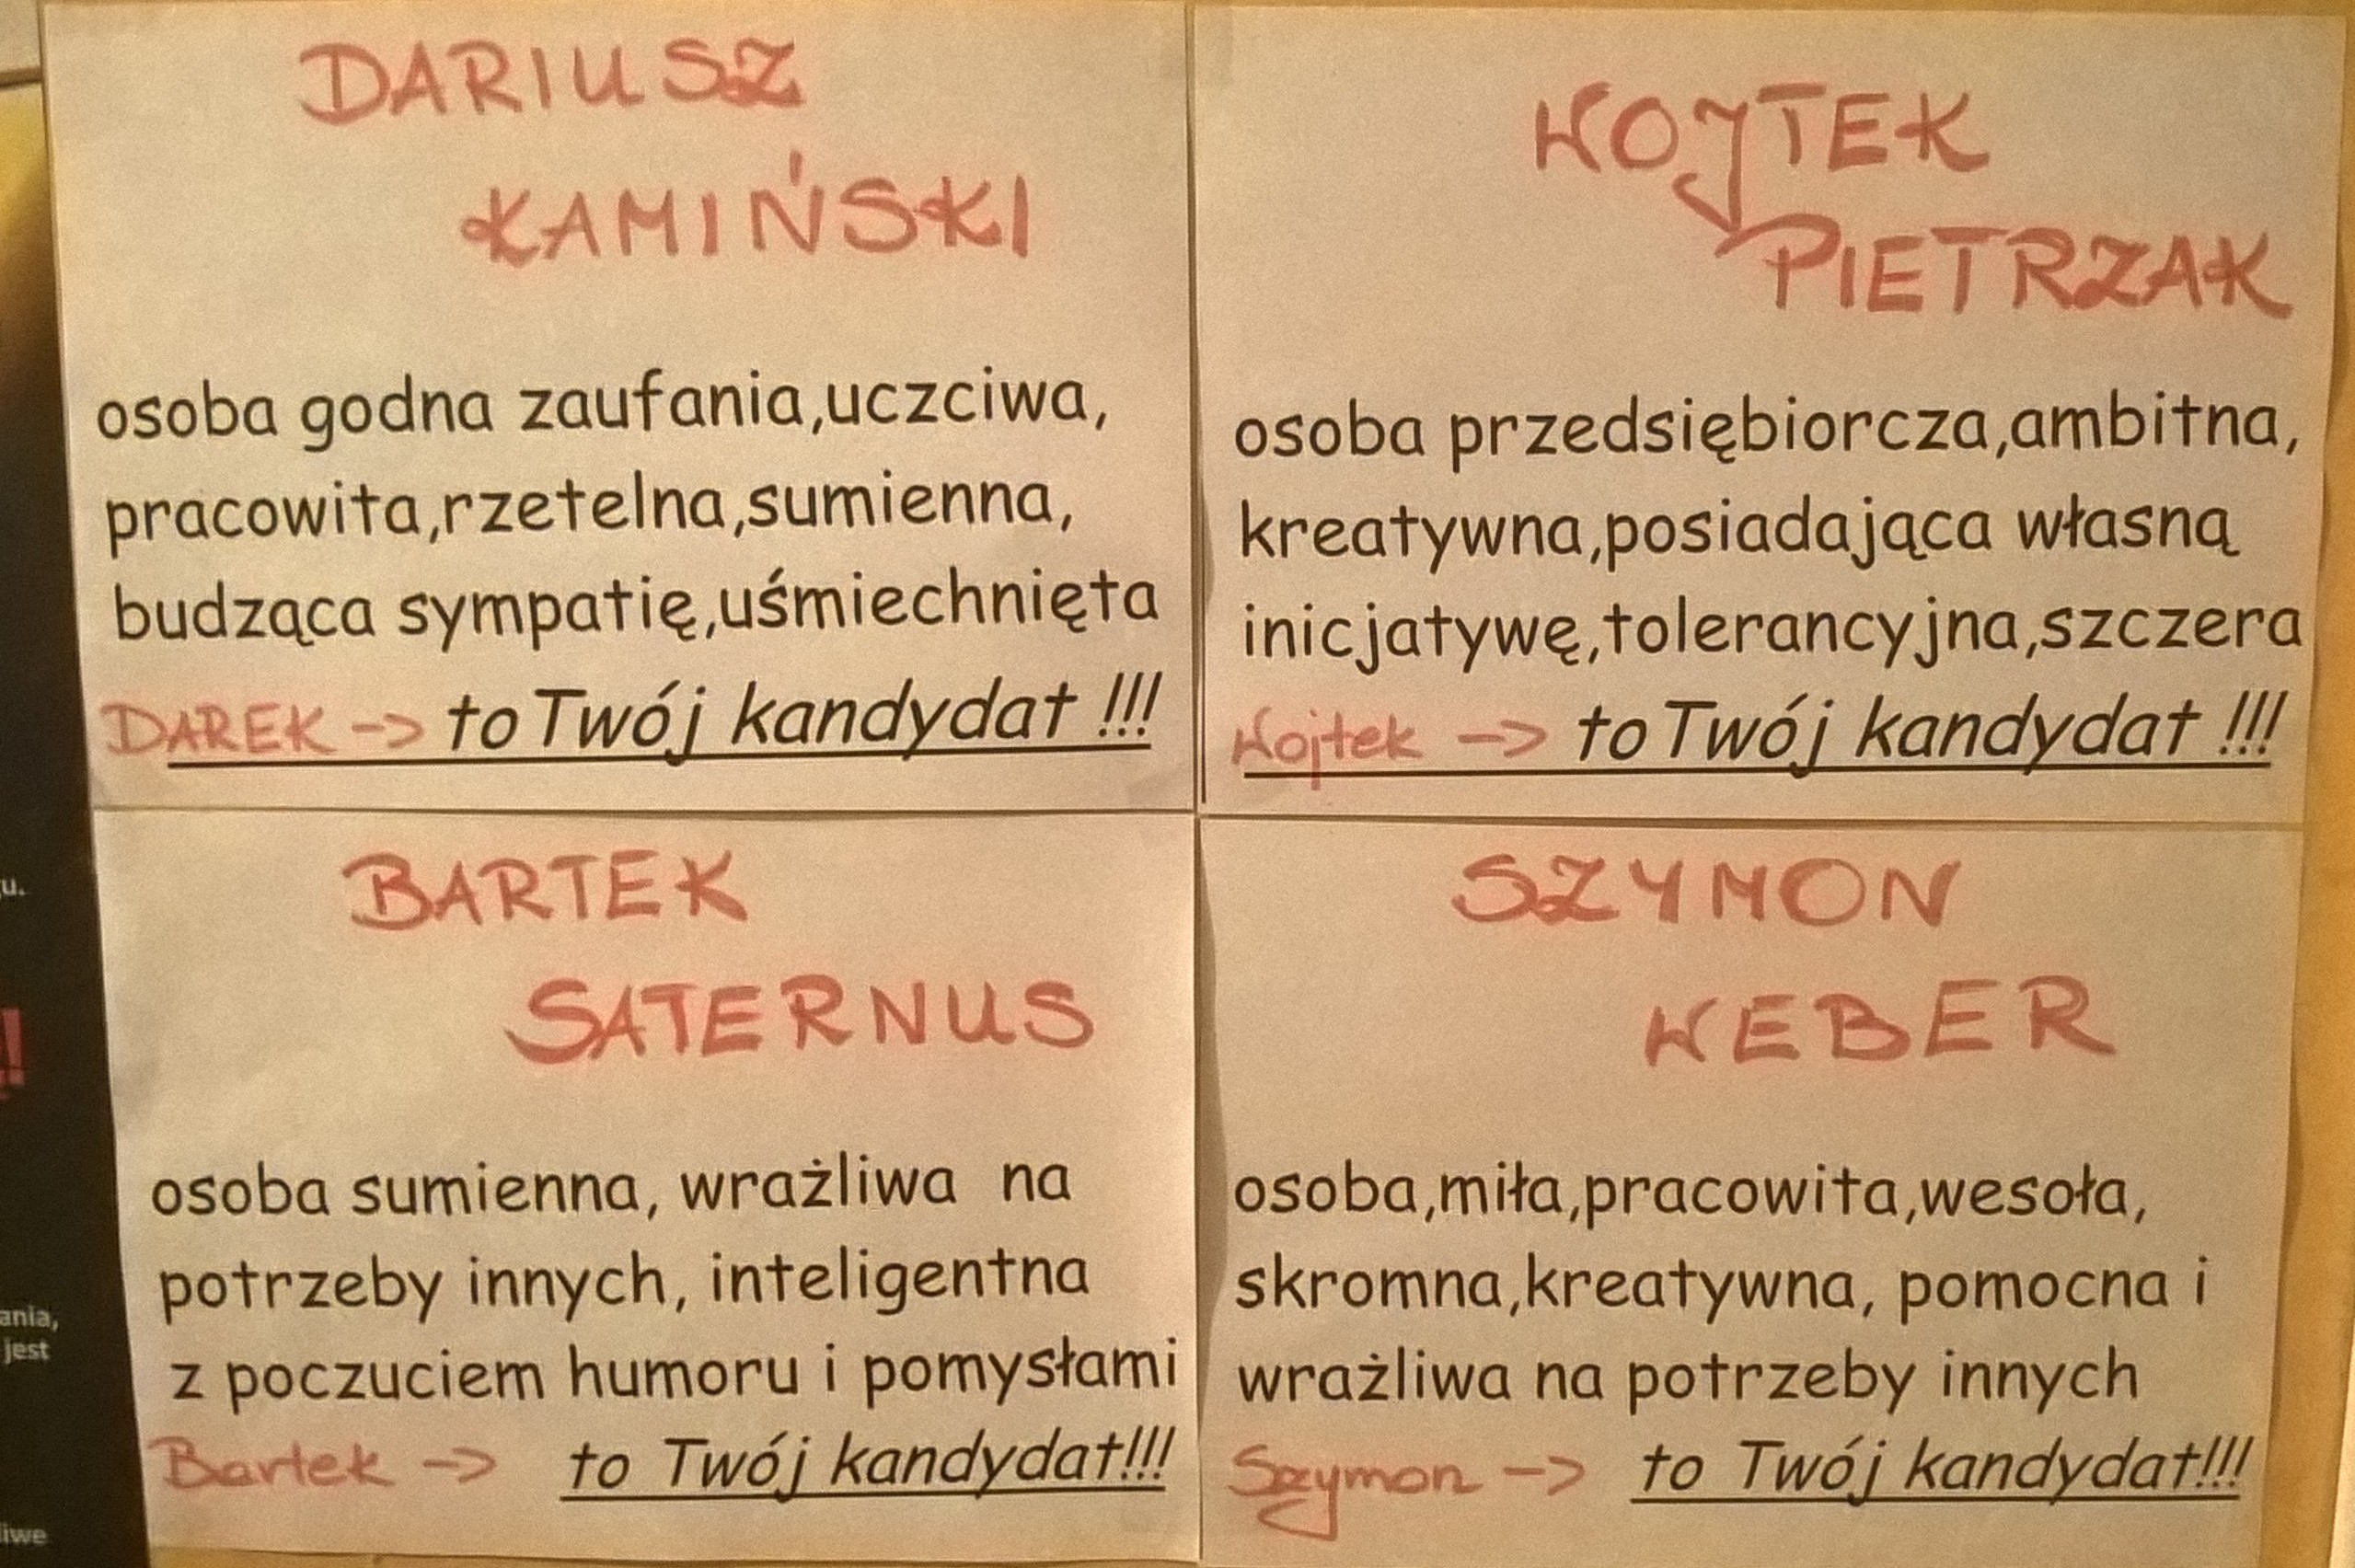 DARIUSZ
KAMIŃSKI
osoba godna zaufania,uczciwa,
pracowita,rzetelna,sumienna,
budząca sympatię,uśmiechnięta
DAREK -> to Twój kandydat !!!
WOJTEK
PIETRZAK
osoba przedsiębiorcza,ambitna,
kreatywna,posiadająca własną
inicjatywę,tolerancyjna,szczera
Wojtek -> to Twój kandydat !!!
BARTEK
SATERNUS
osoba sumienna, wrażliwa na
potrzeby innych, inteligentna
z poczuciem humoru i pomysłami
Bartek -> to Twój kandydat!!!
SZYMON
WEBER
osoba,miła,pracowita,wesoła,
skromna,kreatywna, pomocna i
wrażliwa na potrzeby innych
Szymon -> to Twój kandydat!!!
jest